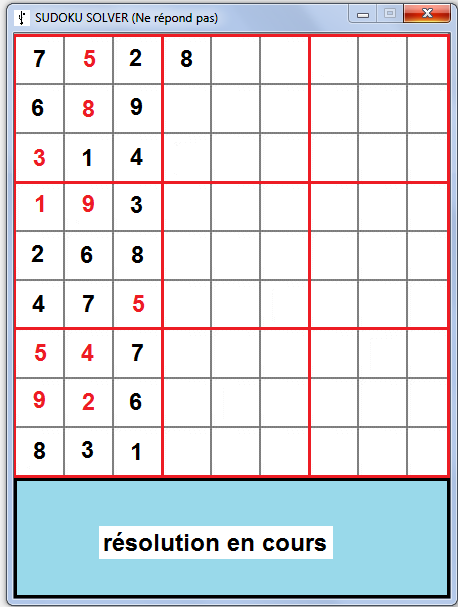 SUDOKU SOLVER (Ne répond pas)
7 5 2 8
6 8 9
3 1 4
1 9 3
2 6 8
4 7 5
5 4 7
9 2 6
8 3 1
résolution en cours